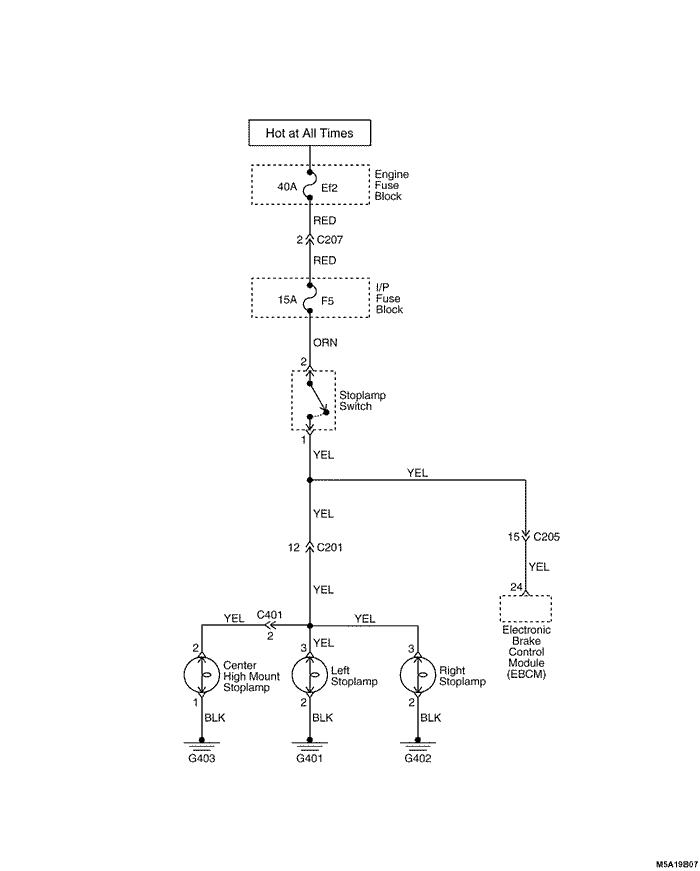 Hot at All Times
40A
Ef2
Engine
Fuse
Block
RED
2
C207
RED
15A
F5
I/P
Fuse
Block
ORN
2
Stoplamp
Switch
1
YEL
YEL
YEL
12
C201
15
C205
YEL
24
YEL
Electronic
Brake
Control
Module
(EBCM)
YEL
C401
2
YEL
YEL
2
Center
High Mount
Stoplamp
1
3
Left
Stoplamp
2
3
Right
Stoplamp
2
BLK
BLK
BLK
G403
G401
G402
M5A19B07